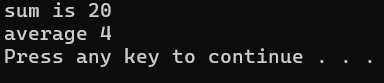 sum is 20
average 4
Press any key to continue . . .